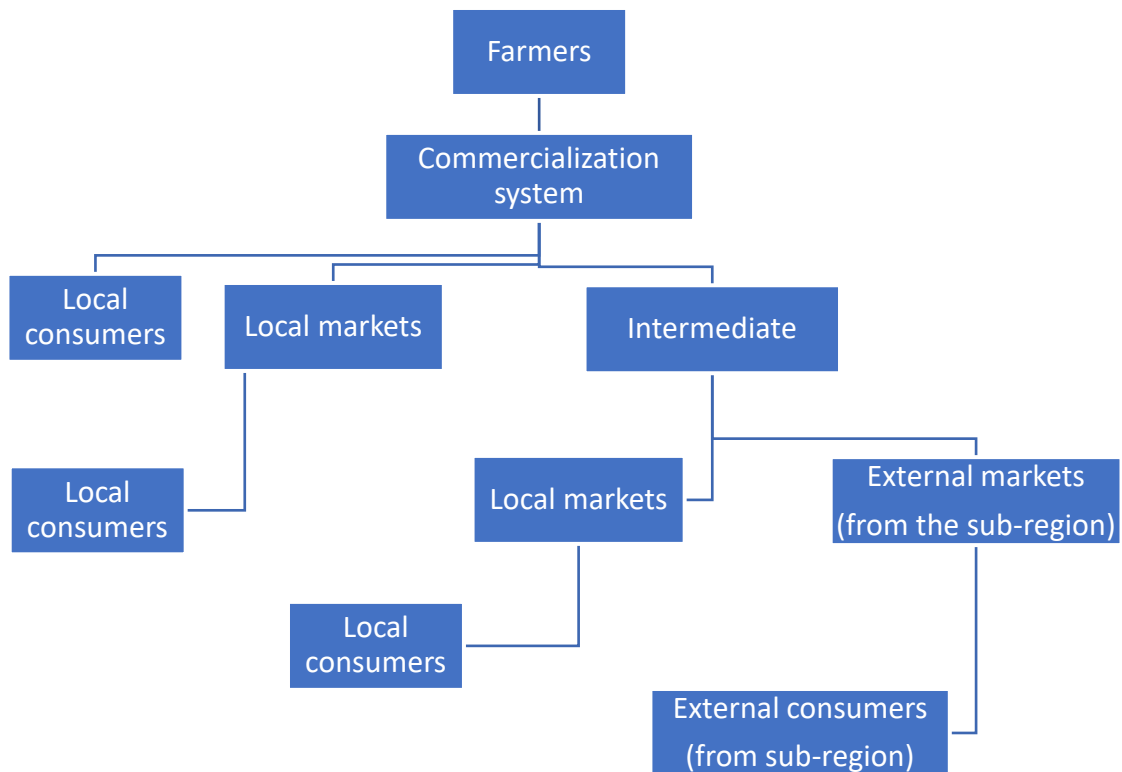 Farmers
Commercialization
system
Local
consumers
Local markets
Intermediate
Local
consumers
Local markets
External markets
(from the sub-region)
Local
consumers
External consumers
(from sub-region)